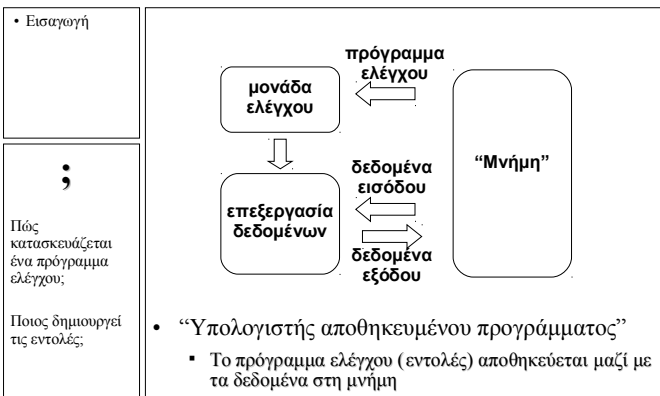 • Εισαγωγή
;
Πώς
κατασκευάζεται
ένα πρόγραμμα
ελέγχου;
Ποιος δημιουργεί
τις εντολές;
πρόγραμμα
ελέγχου
μονάδα
ελέγχου
“Μνήμη”
δεδομένα
εισόδου
επεξεργασία
δεδομένων
δεδομένα
εξόδου
• “Υπολογιστής αποθηκευμένου προγράμματος”
▪ Το πρόγραμμα ελέγχου (εντολές) αποθηκεύεται μαζί με
τα δεδομένα στη μνήμη